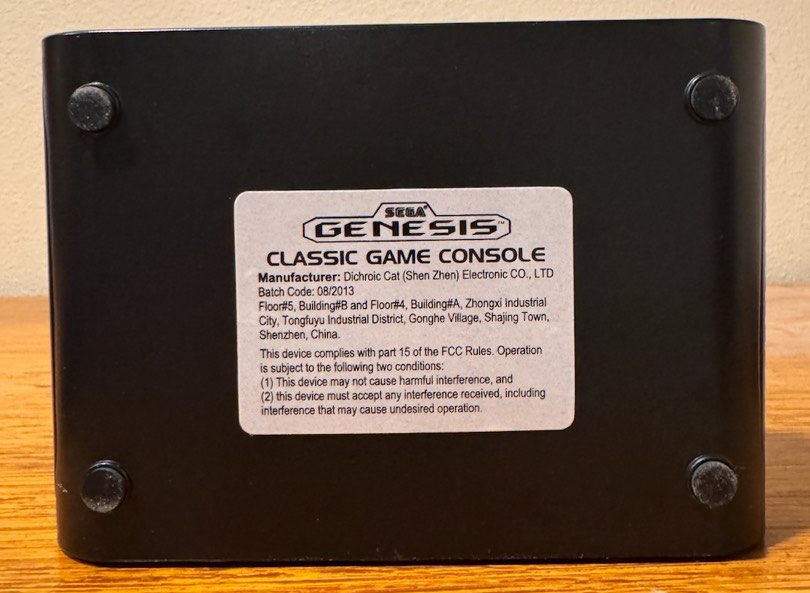 SEGA®
GENESIS™
CLASSIC GAME CONSOLE
Manufacturer: Dichroic Cat (Shen Zhen) Electronic CO., LTD
Batch Code: 08/2013
Floor#5, Building#B and Floor#4, Building#A, Zhongxi Industrial
City, Tongfuyu Industrial District, Gonghe Village, Shajing Town,
Shenzhen, China.
This device complies with part 15 of the FCC Rules. Operation
is subject to the following two conditions:
(1) This device may not cause harmful interference, and
(2) this device must accept any interference received, including
interference that may cause undesired operation.